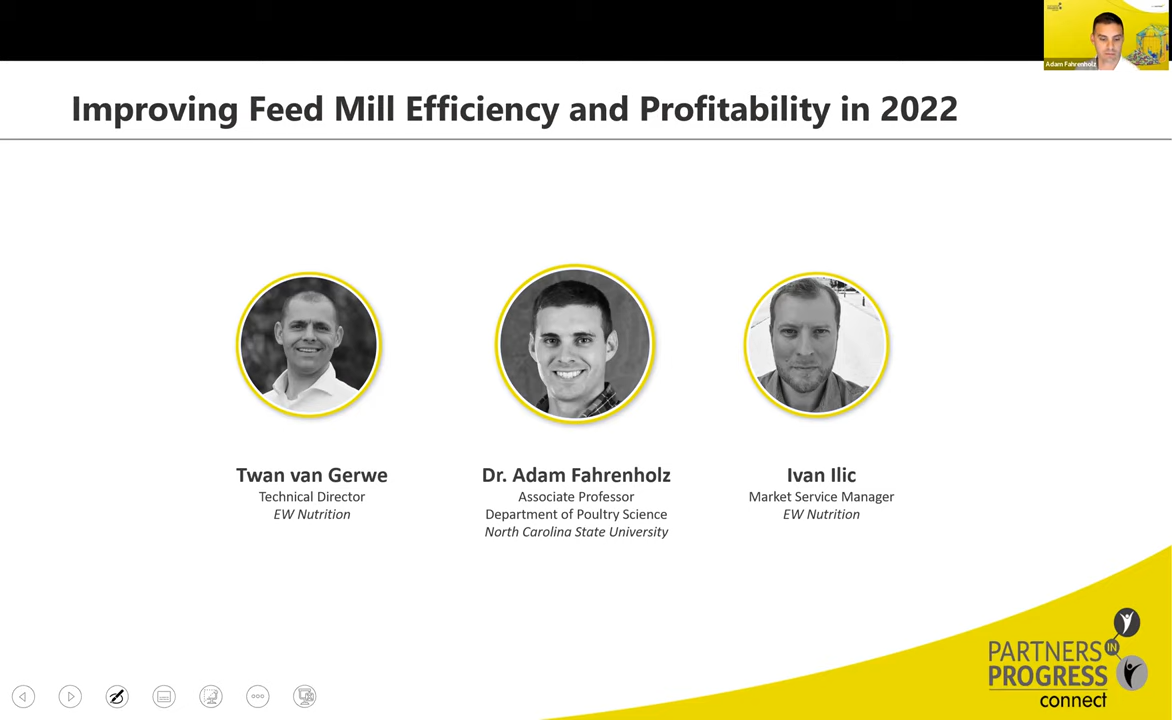 Adam Fahrenholz
Improving Feed Mill Efficiency and Profitability in 2022
Twan van Gerwe
Technical Director
EW Nutrition
Dr. Adam Fahrenholz
Associate Professor
Department of Poultry Science
North Carolina State University
Ivan Ilic
Market Service Manager
EW Nutrition
PARTNERS IN
PROGRESS
connect